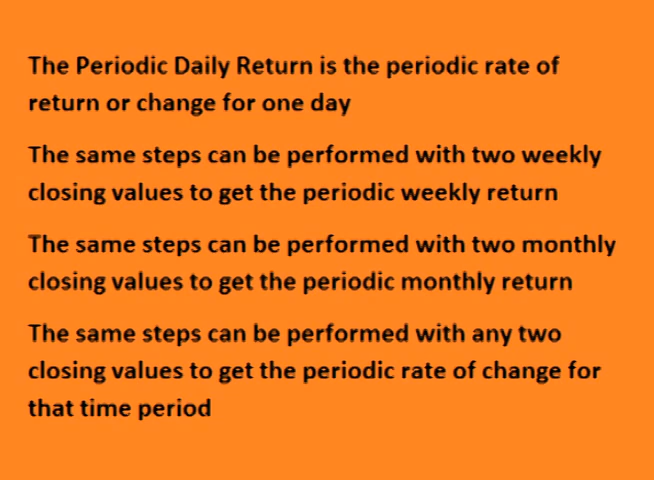 The Periodic Daily Return is the periodic rate of
return or change for one day
The same steps can be performed with two weekly
closing values to get the periodic weekly return
The same steps can be performed with two monthly
closing values to get the periodic monthly return
The same steps can be performed with any two
closing values to get the periodic rate of change for
that time period